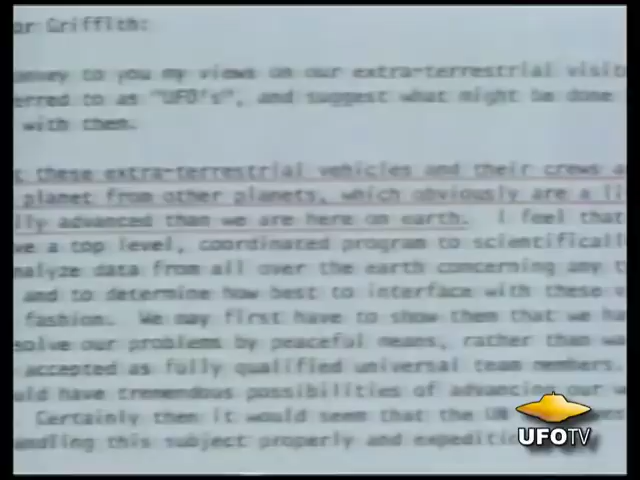 or Griffith:
onvey to you my views on our extra-terrestrial visit
erred to as "UFO's", and suggest what might be done
with them.
t these extra-terrestrial vehicles and their crews a
planet from other planets, which obviously are a li
lly advanced than we are here on earth. I feel that
ve a top level, coordinated program to scientificall
nalyze data from all over the earth concerning any t
and to determine how best to interface with these
fashion. We may first have to show them that we ha
solve our problems by peaceful means, rather than wa
accepted as fully qualified universal team members.
uld have tremendous possibilities of advancing our w
Certainly then it would seem that the UN
ndling this subject properly and expediti
UFOTV